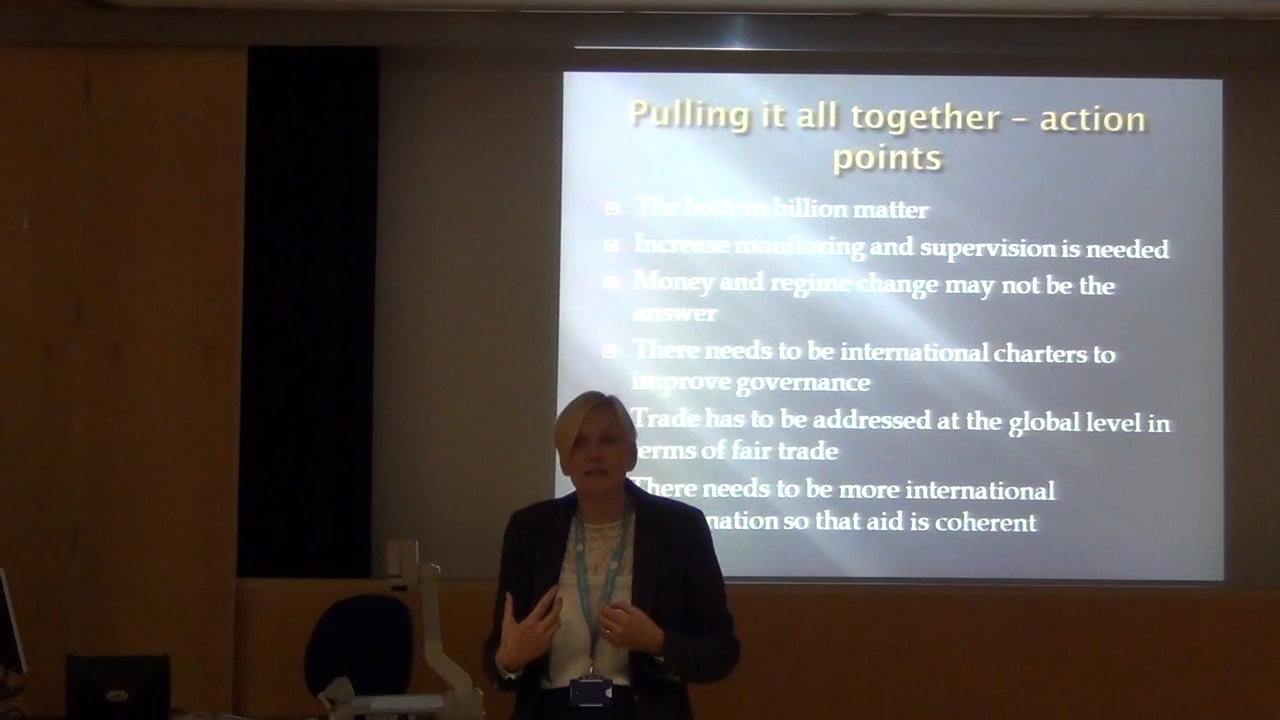 Pulling it all together – action
points
The bottom billion matter
Increase monitoring and supervision is needed
Money and regime change may not be the
answer
There needs to be international charters to
improve governance
Trade has to be addressed at the global level in
erms of fair trade
There needs to be more international
nation so that aid is coherent